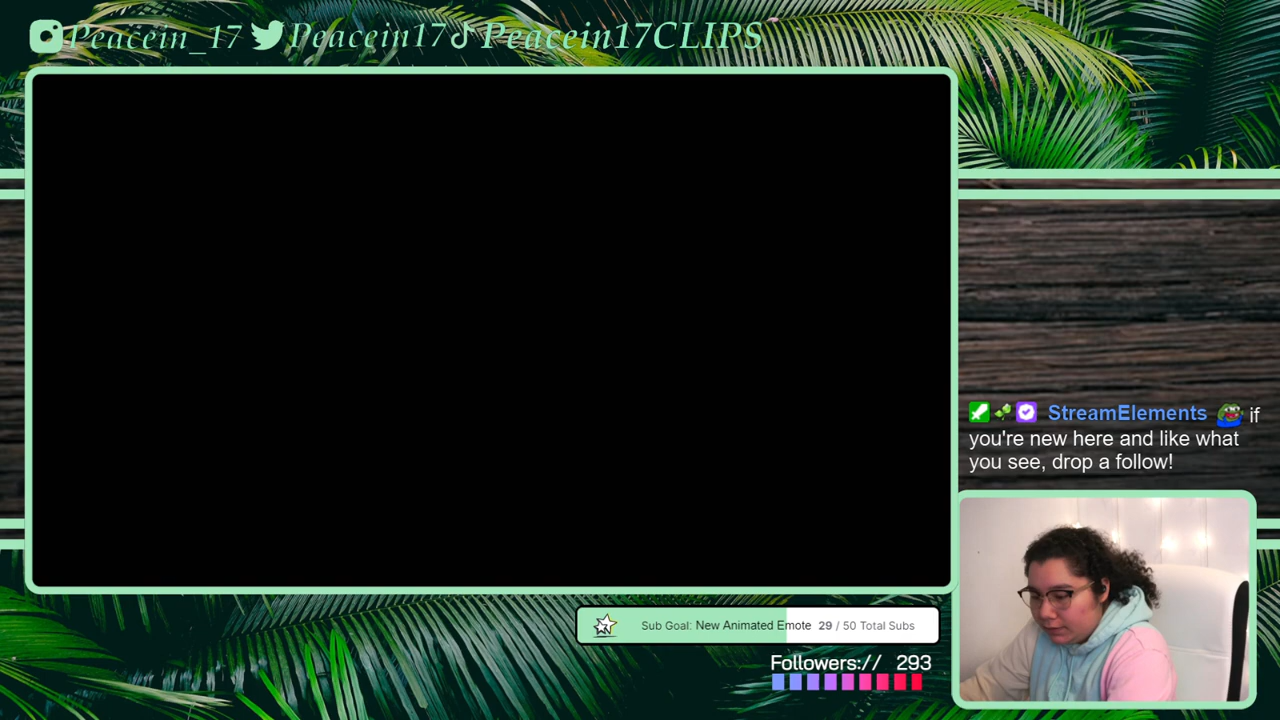 Peacein_17 Peacein17 Peacein17CLIPS
StreamElements if
you're new here and like what
you see, drop a follow!
Sub Goal: New Animated Emote 29 / 50 Total Subs
Followers:// 293